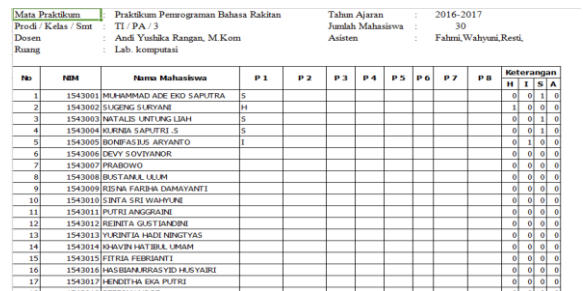 Mata Praktikum : Praktikum Pemrograman Bahasa Rakitan Tahun Ajaran : 2016-2017
Prodi / Kelas / Smt : TI / PA / 3 Jumlah Mahasiswa : 30
Dosen : Andi Yushika Rangan, M.Kom Asisten : Fahmi,Wahyuni,Resti,
Ruang : Lab. komputasi
No NIM Nama Mahasiswa P 1 P 2 P 3 P 4 P 5 P 6 P 7 P 8 Keterangan
H I S A
1 1543001 MUHAMMAD ADE EKO SAPUTRA S 0 0 1 0
2 1543002 SUGENG SURYANI H 1 0 0 0
3 1543003 NATALIS UNTUNG LIAH S 0 0 1 0
4 1543004 KURNIA SAPUTRI .S S 0 0 1 0
5 1543005 BONIFASIUS ARYANTO I 0 1 0 0
6 1543006 DEVY SOVIYANOR 0 0 0 0
7 1543007 PRABOWO 0 0 0 0
8 1543008 BUSTANUL ULUM 0 0 0 0
9 1543009 RISNA FARIHA DAMAYANTI 0 0 0 0
10 1543010 SINTA SRI WAHYUNI 0 0 0 0
11 1543011 PUTRI ANGGRAINI 0 0 0 0
12 1543012 REINITA GUSTIANDINI 0 0 0 0
13 1543013 YURINTIA HADI NINGTYAS 0 0 0 0
14 1543014 KHAVIN HATIBUL UMAM 0 0 0 0
15 1543015 FITRIA FEBRIANTI 0 0 0 0
16 1543016 HASBIANURRASYID HUSYAIRI 0 0 0 0
17 1543017 HENDITHA EKA PUTRI 0 0 0 0